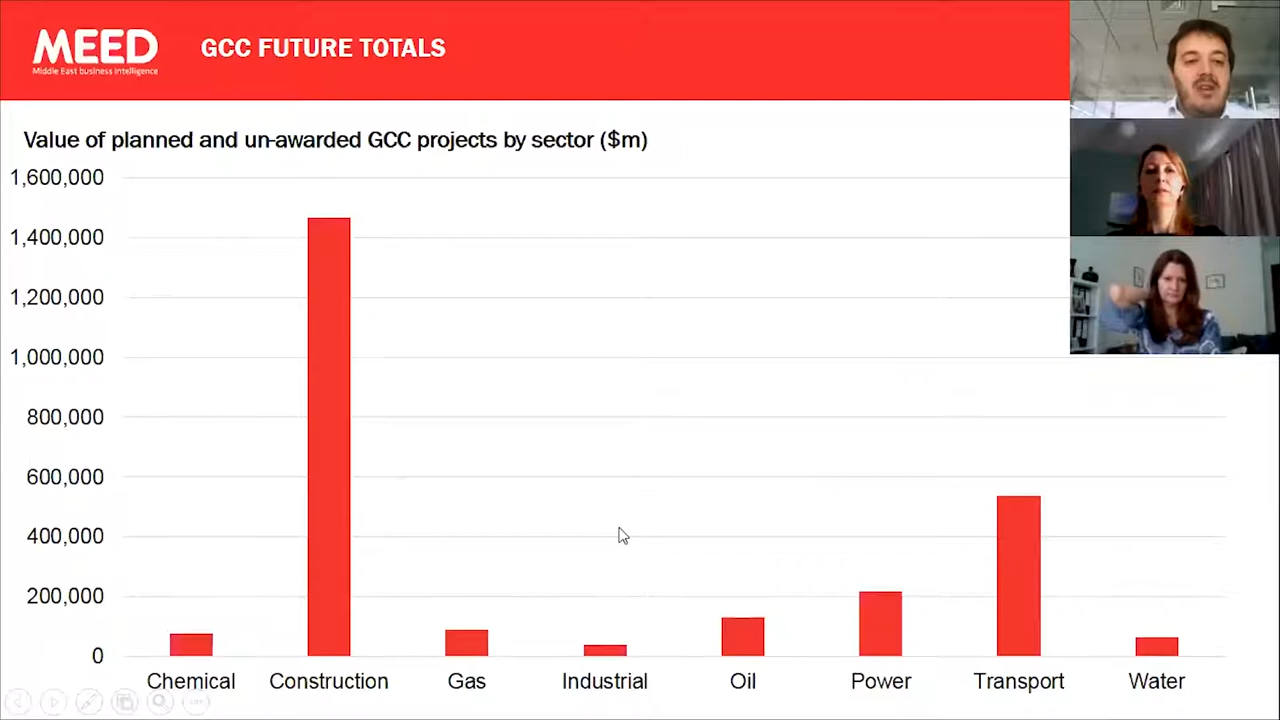 MEED
Middle East business intelligence
GCC FUTURE TOTALS
Value of planned and un-awarded GCC projects by sector ($m)
1,600,000
1,400,000
1,200,000
1,000,000
800,000
600,000
400,000
200,000
0
Chemical Construction Gas Industrial Oil Power Transport Water